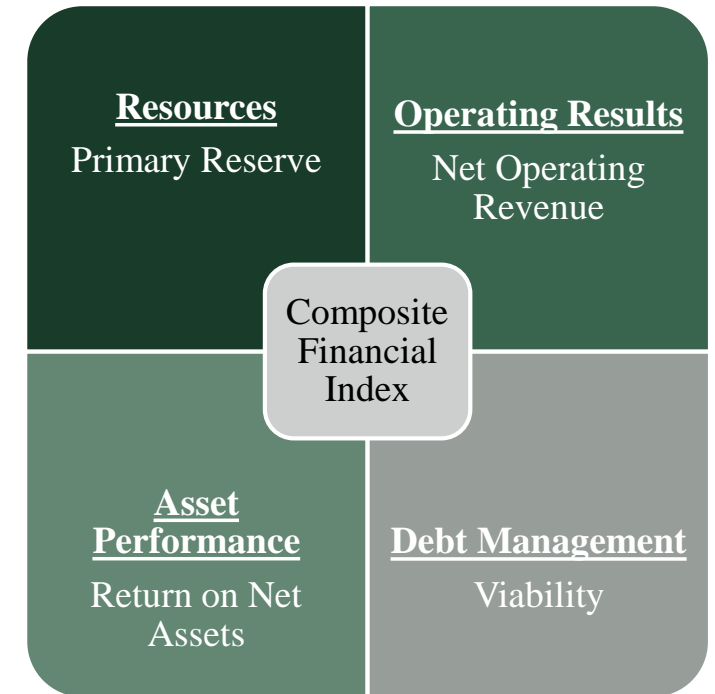 Resources
Primary Reserve
Operating Results
Net Operating
Revenue
Composite
Financial
Index
Asset
Performance
Return on Net
Assets
Debt Management
Viability